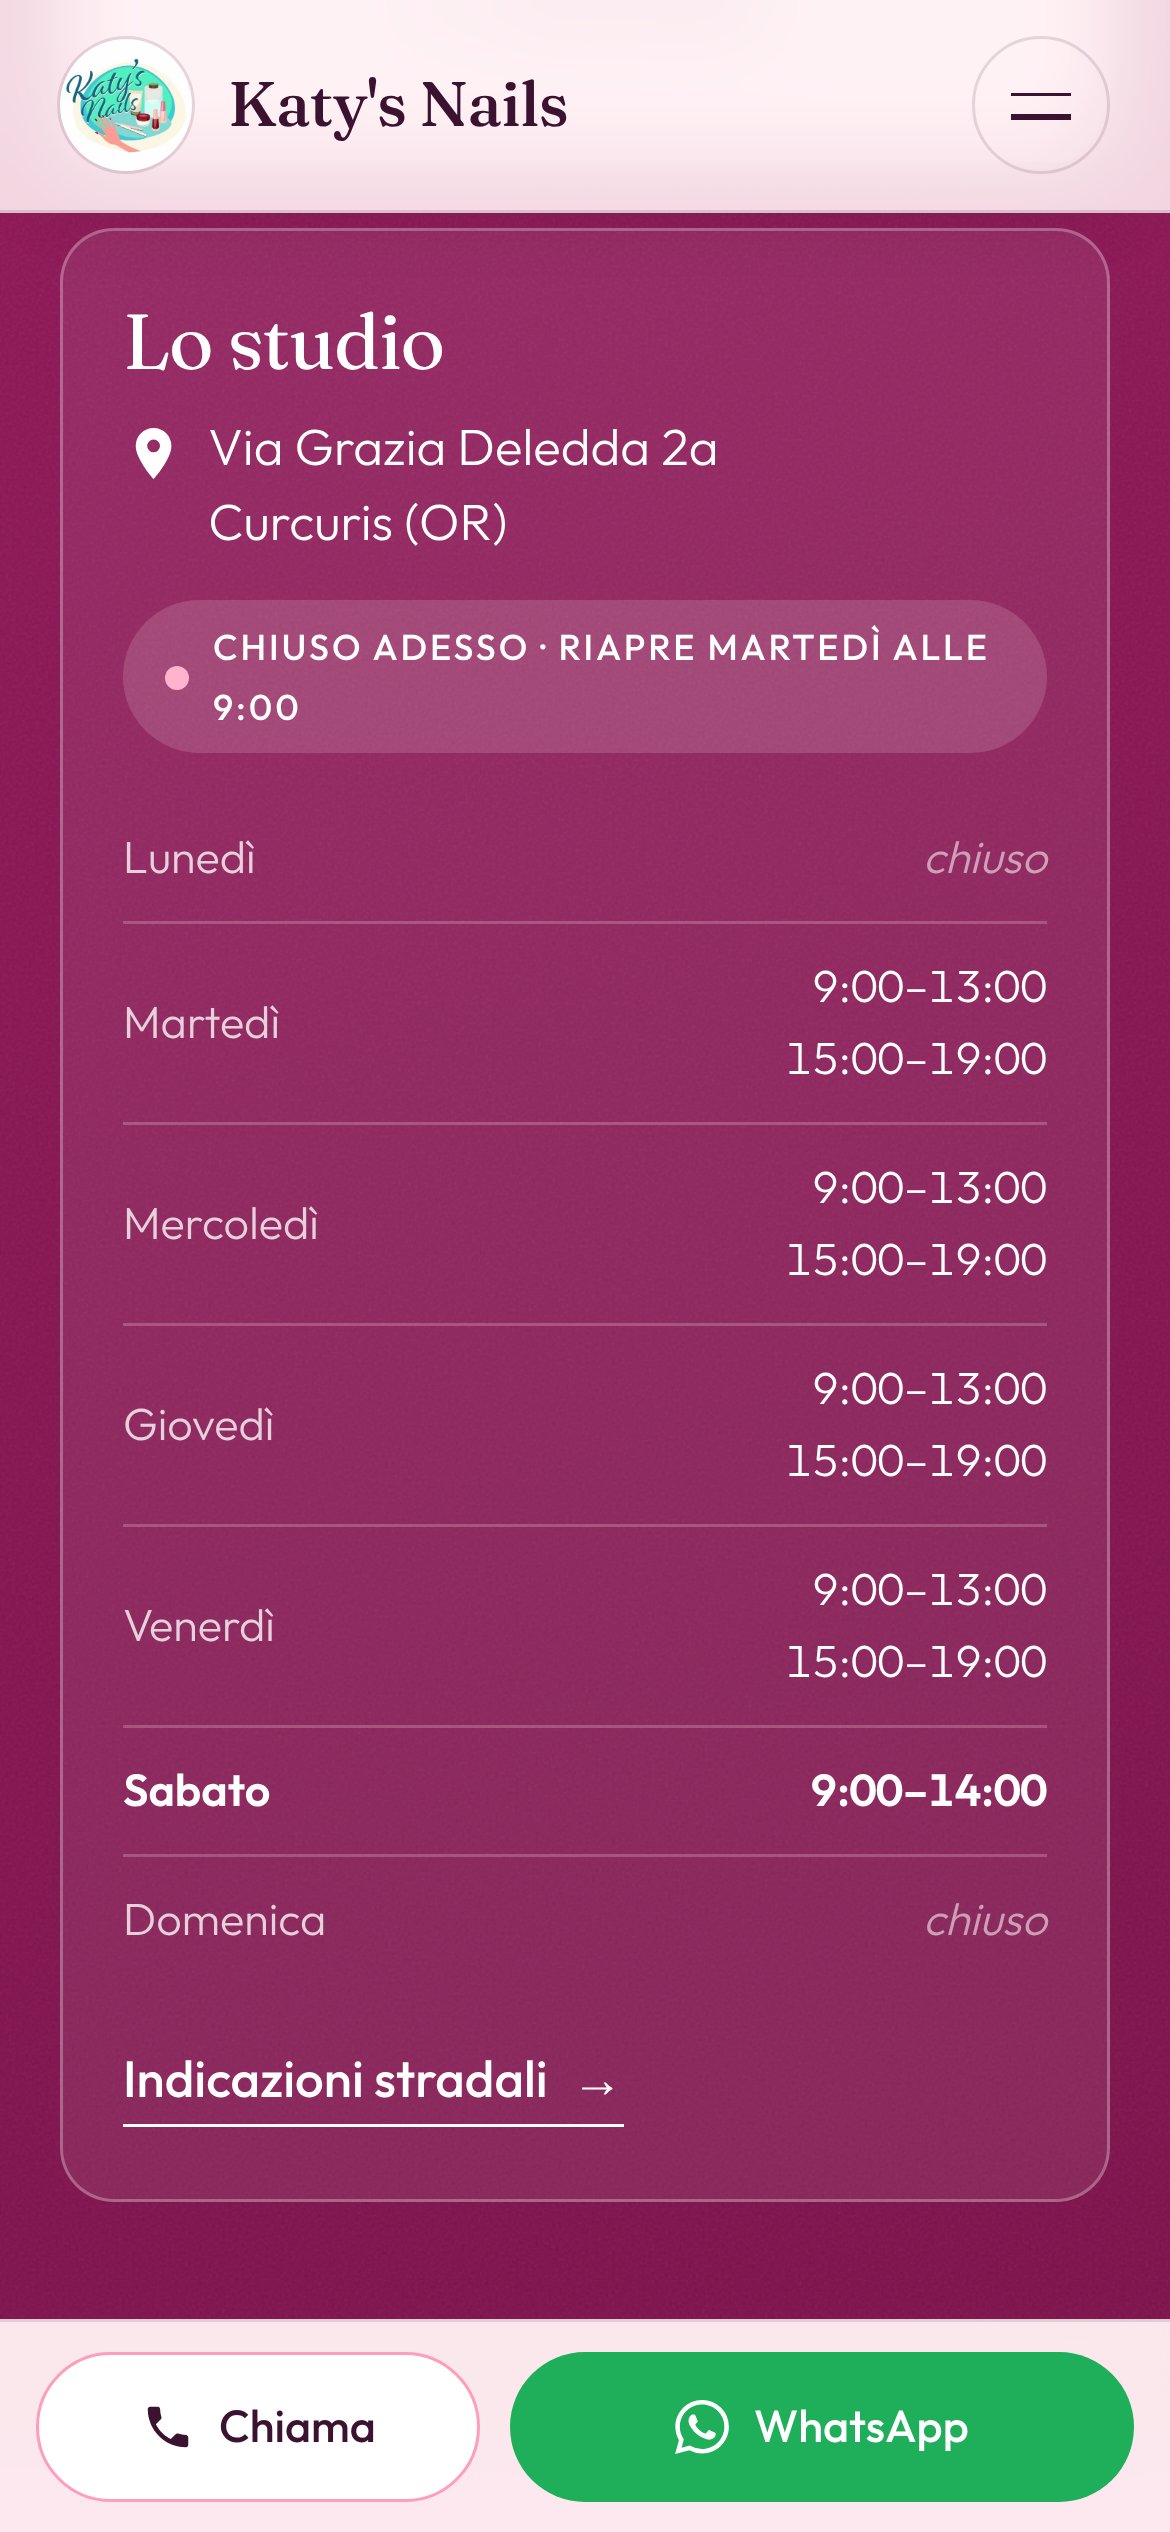 Katy's
Nails
Katy's Nails
Lo studio
Via Grazia Deledda 2a
Curcuris (OR)
CHIUSO ADESSO · RIAPRE MARTEDÌ ALLE
9:00
Lunedì chiuso
Martedì 9:00–13:00
15:00–19:00
Mercoledì 9:00–13:00
15:00–19:00
Giovedì 9:00–13:00
15:00–19:00
Venerdì 9:00–13:00
15:00–19:00
Sabato 9:00–14:00
Domenica chiuso
Indicazioni stradali →
Chiama
WhatsApp